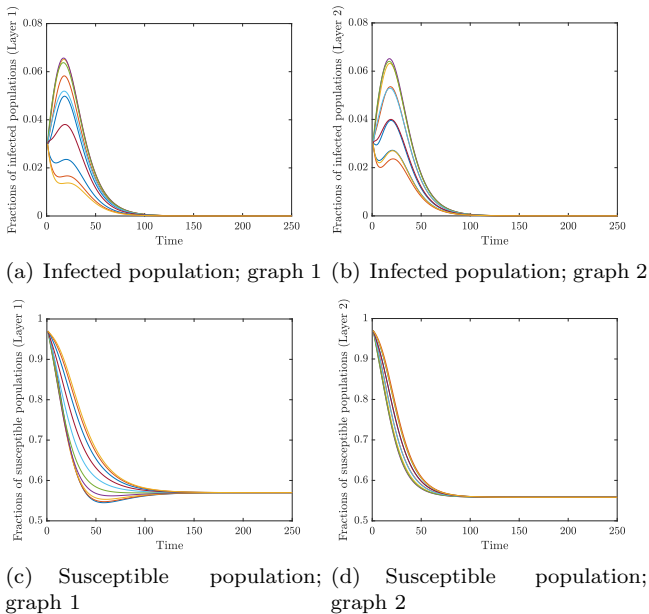 Fractions of infected populations (Layer 1)
0.08
0.06
0.04
0.02
0
0 50 100 150 200 250
Time
Fractions of infected populations (Layer 2)
0.08
0.06
0.04
0.02
0
0 50 100 150 200 250
Time
(a) Infected population; graph 1
(b) Infected population; graph 2
Fractions of susceptible populations (Layer 1)
1
0.9
0.8
0.7
0.6
0.5
0 50 100 150 200 250
Time
Fractions of susceptible populations (Layer 2)
1
0.9
0.8
0.7
0.6
0.5
0 50 100 150 200 250
Time
(c) Susceptible population;
graph 1
(d) Susceptible population;
graph 2